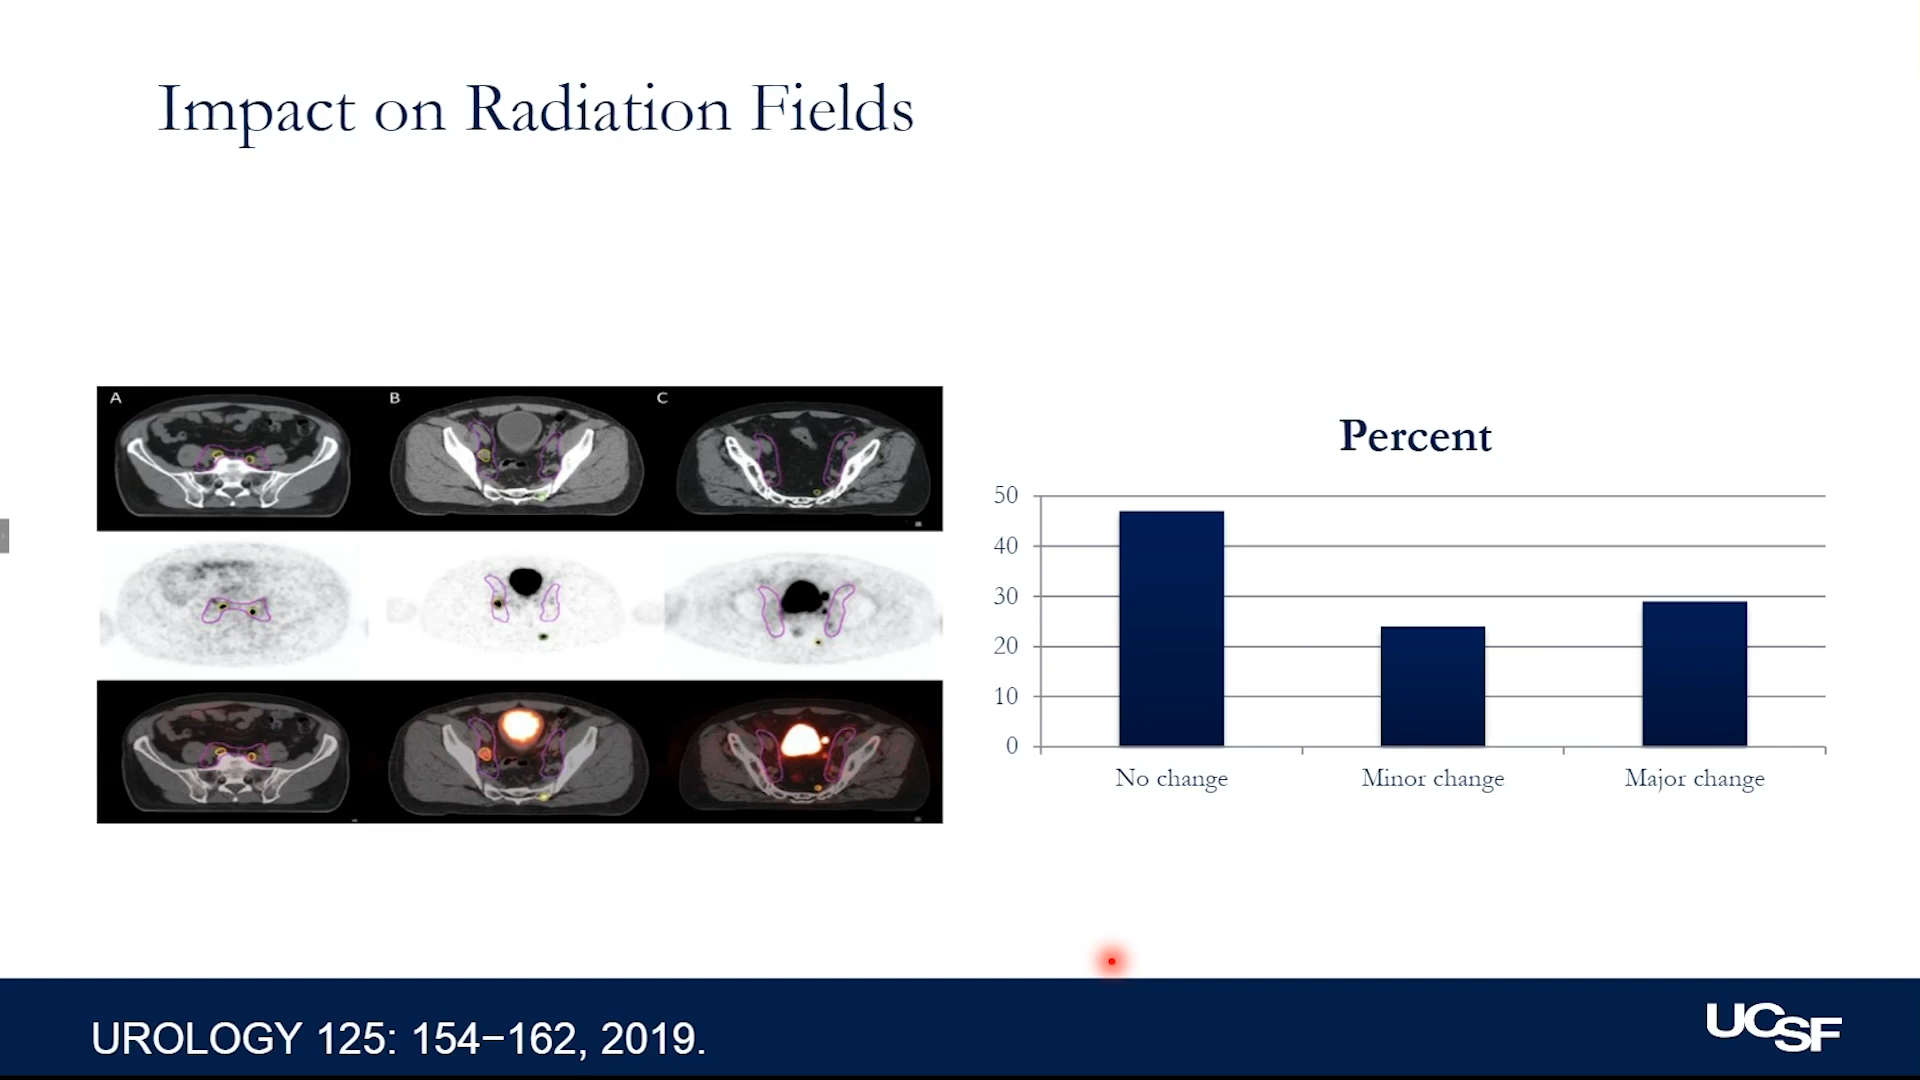 Impact on Radiation Fields
A B C
Percent
50
40
30
20
10
0
No change Minor change Major change
UROLOGY 125: 154–162, 2019.
UCSF